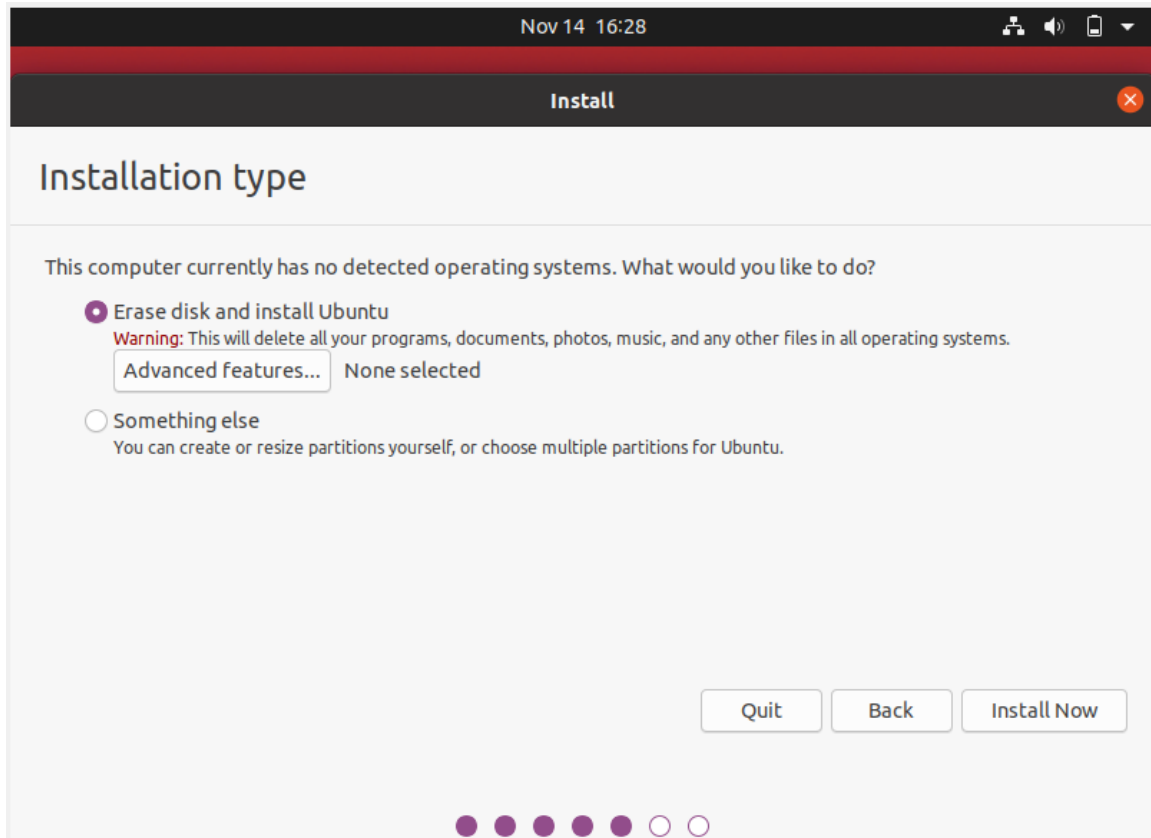 Nov 14 16:28
Install
Installation type
This computer currently has no detected operating systems. What would you like to do?
Erase disk and install Ubuntu
Warning: This will delete all your programs, documents, photos, music, and any other files in all operating systems.
Advanced features... None selected
Something else
You can create or resize partitions yourself, or choose multiple partitions for Ubuntu.
Quit Back Install Now